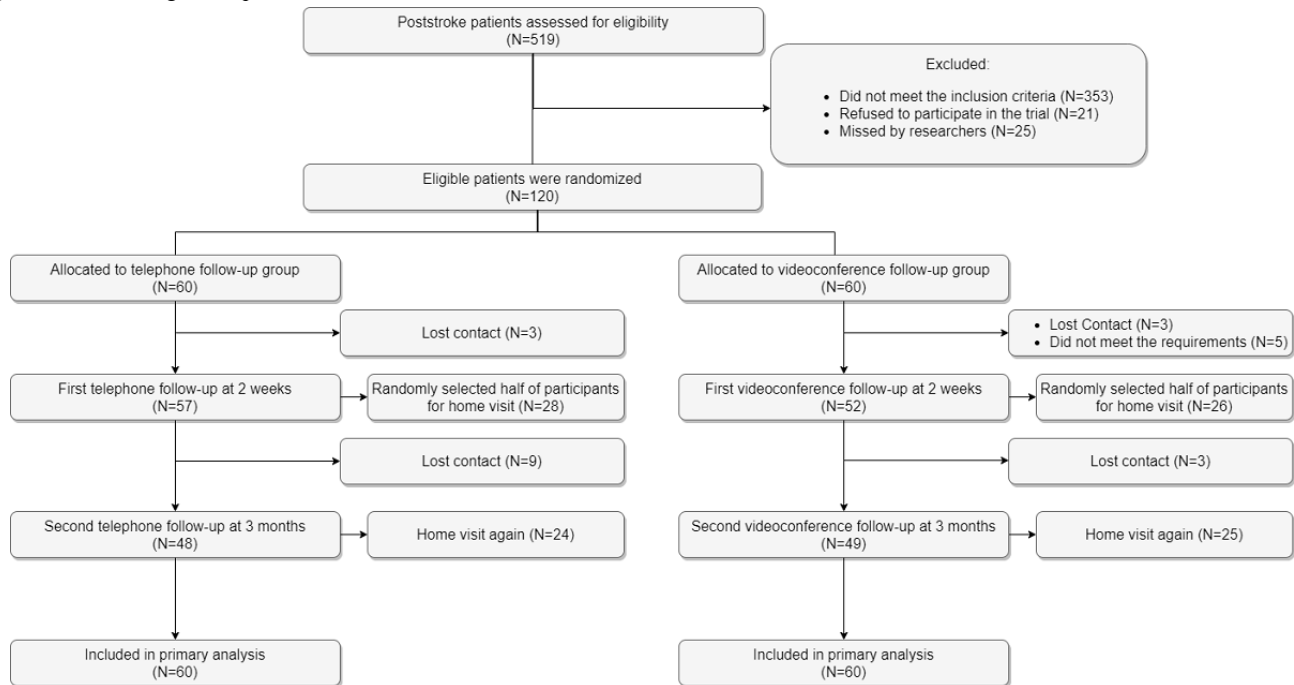 Poststroke patients assessed for eligibility
(N=519)
Excluded:
• Did not meet the inclusion criteria (N=353)
• Refused to participate in the trial (N=21)
• Missed by researchers (N=25)
Eligible patients were randomized
(N=120)
Allocated to telephone follow-up group
(N=60)
Allocated to videoconference follow-up group
(N=60)
Lost contact (N=3)
• Lost Contact (N=3)
• Did not meet the requirements (N=5)
First telephone follow-up at 2 weeks
(N=57)
Randomly selected half of participants
for home visit (N=28)
First videoconference follow-up at 2 weeks
(N=52)
Randomly selected half of participants
for home visit (N=26)
Lost contact (N=9)
Lost contact (N=3)
Second telephone follow-up at 3 months
(N=48)
Home visit again (N=24)
Second videoconference follow-up at 3 months
(N=49)
Home visit again (N=25)
Included in primary analysis
(N=60)
Included in primary analysis
(N=60)